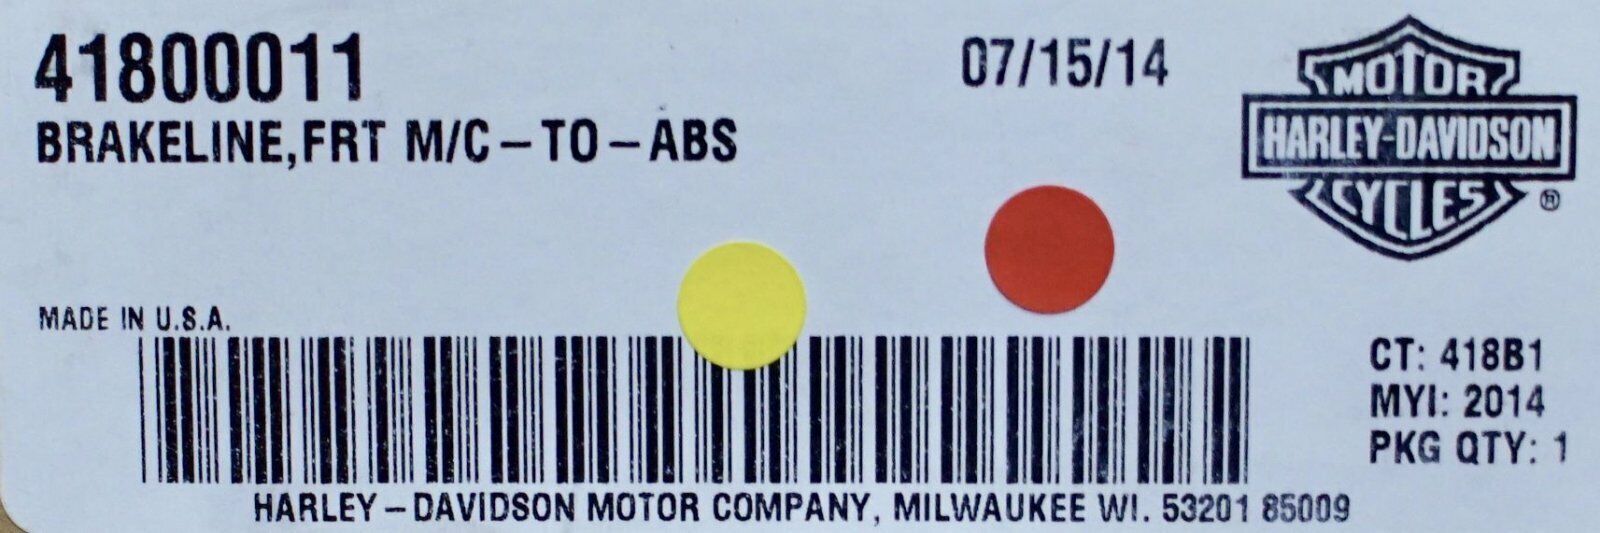 41800011
07/15/14
BRAKELINE,FRT M/C-TO-ABS
MOTOR
HARLEY-DAVIDSON
CYCLES
®
MADE IN U.S.A.
CT: 418B1
MYI: 2014
PKG QTY: 1
HARLEY-DAVIDSON MOTOR COMPANY, MILWAUKEE WI. 53201 85009